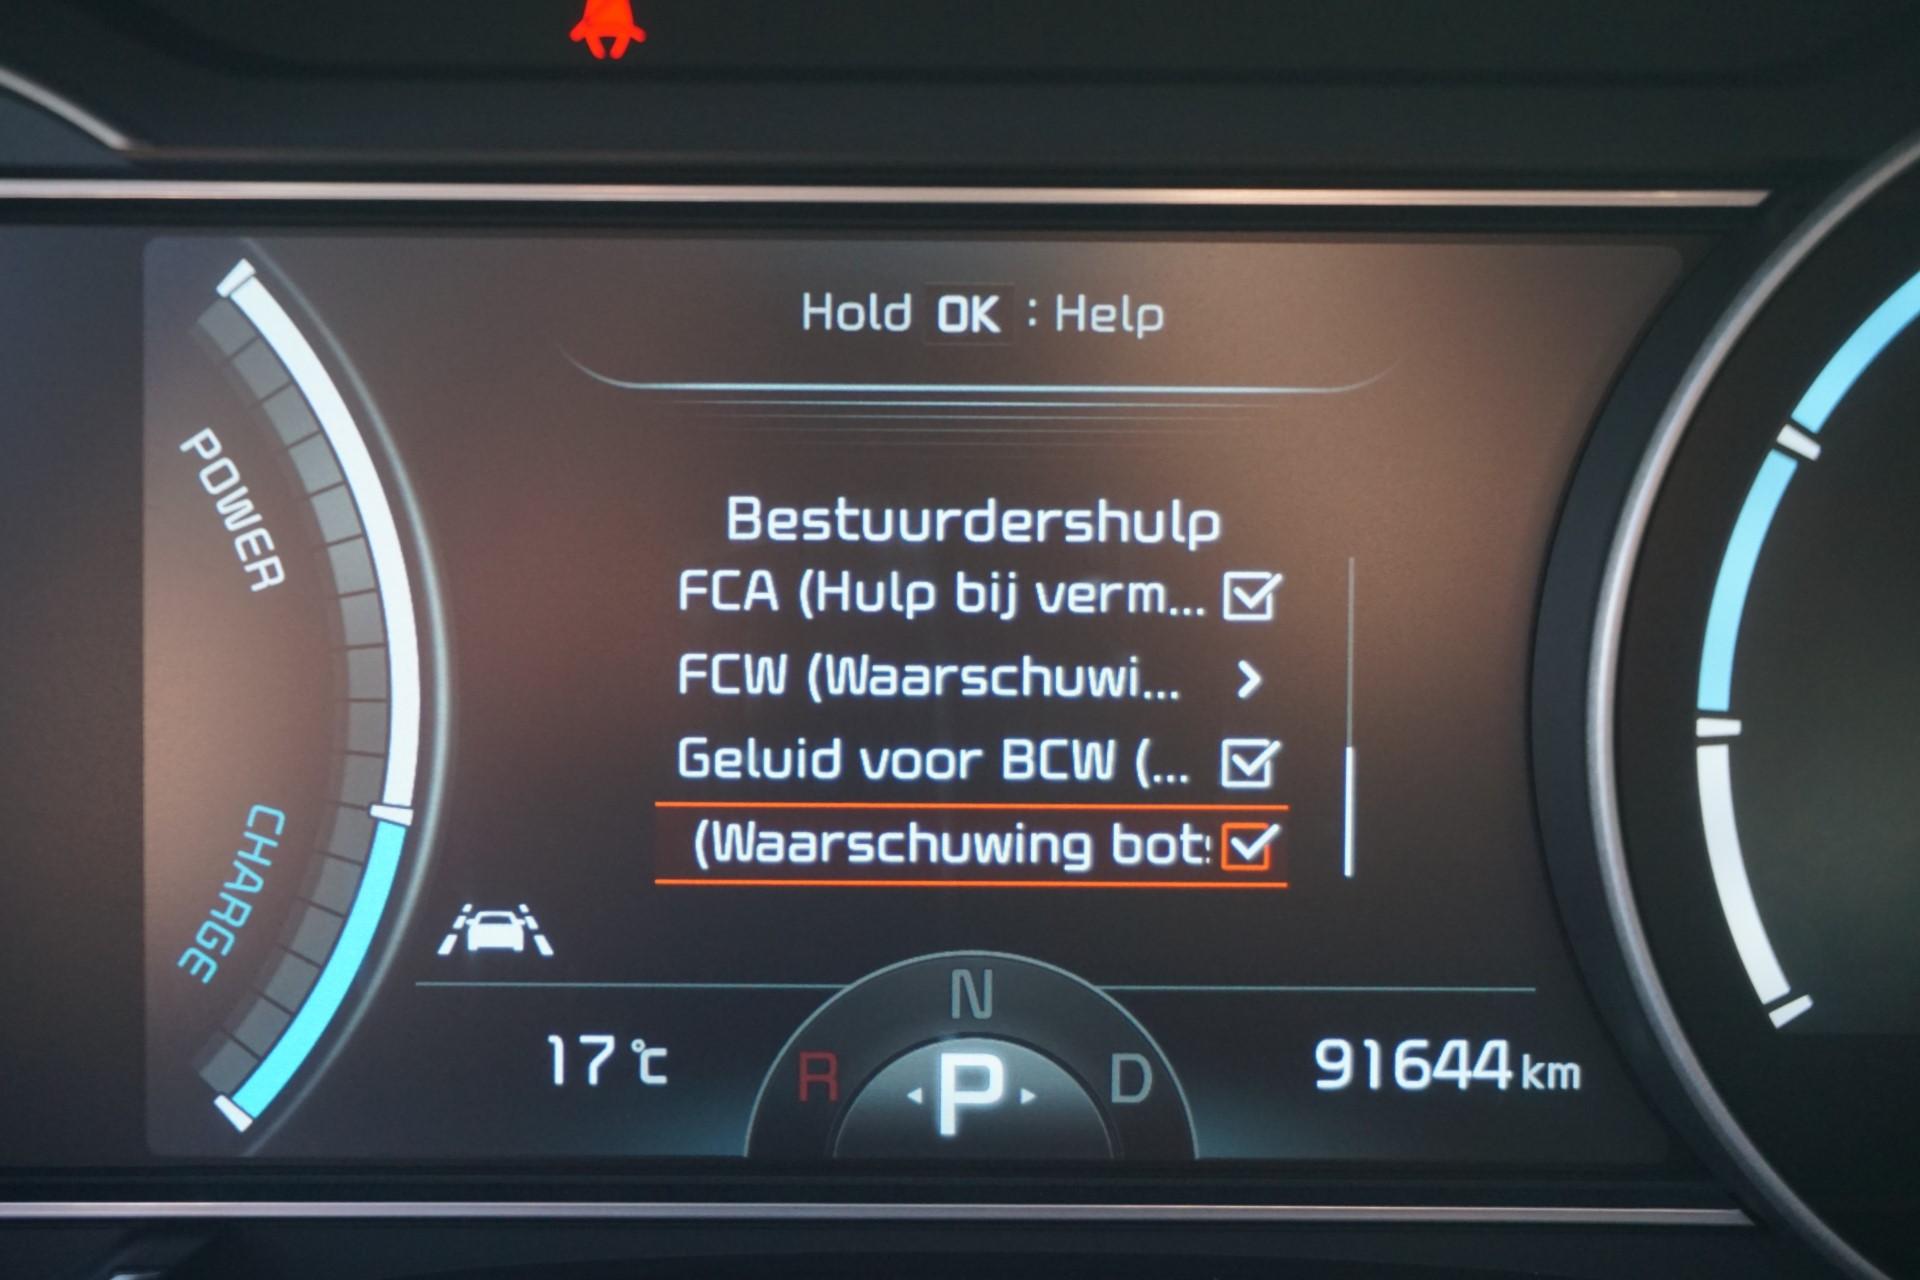 Hold OK : Help
POWER
Bestuurdershulp
FCA (Hulp bij verm...
FCW (Waarschuwi... >
Geluid voor BCW (...
(Waarschuwing bot
CHARGE
N
17 °C
R
P
D
91644 km